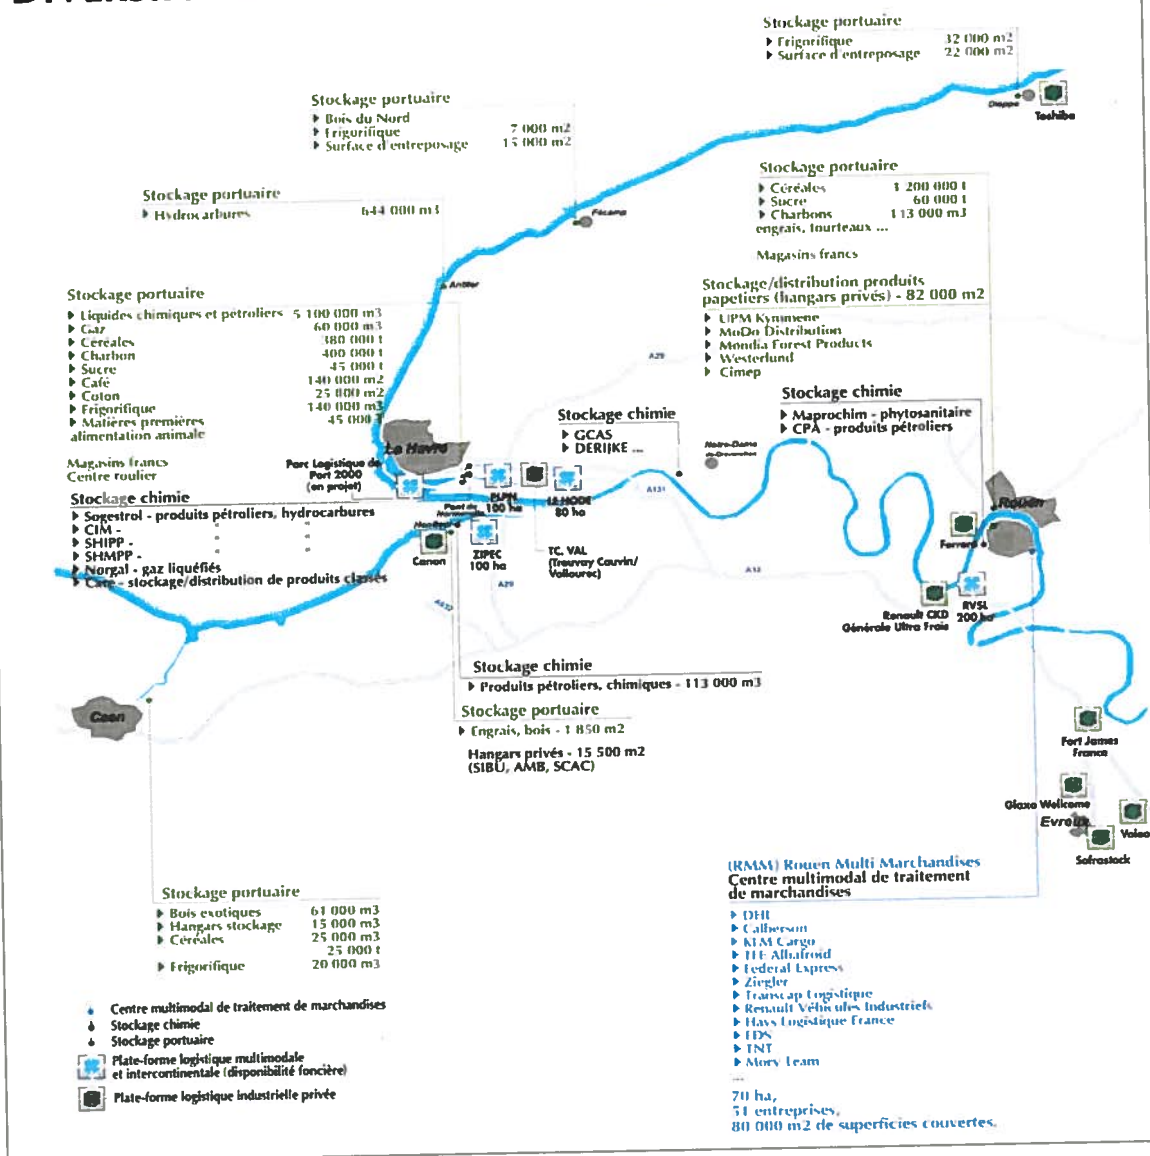 Stockage portuaire
Frigorifique 32 000 m2
Surface d'entreposage 22 000 m2
Dieppe
Toshiba
Stockage portuaire
Bois du Nord
Frigorifique 7 000 m2
Surface d'entreposage 15 000 m2
Fécamp
Stockage portuaire
Hydrocarbures 644 000 m3
Antifer
Stockage portuaire
Céréales 1 200 000 t
Sucre 60 000 t
Charbons 113 000 m3
engrais, tourteaux ...
Magasins francs
Stockage/distribution produits
papetiers (hangars privés) - 82 000 m2
UPM Kymmene
MoDo Distribution
Mondia Forest Products
Westerlund
Cimep
Stockage portuaire
Liquides chimiques et pétroliers 5 100 000 m3
Gaz 60 000 m3
Céréales 380 000 t
Charbon 400 000 t
Sucre 45 000 t
Café 140 000 m2
Coton 25 000 m2
Frigorifique 140 000 m3
Matières premières 45 000
alimentation animale
Magasins francs
Centre roulier
A29
Stockage chimie
Maprochim - phytosanitaire
CPA - produits pétroliers
Stockage chimie
GCAS
DERIJKE ...
Notre-Dame
de-Gravenchon
Le Havre
Parc Logistique de
Port 2000
(en projet)
PLPN
100 ha
LE HODE
80 ha
A131
Pont de
Normandie
Honfleur
Stockage chimie
Sogestrol - produits pétroliers, hydrocarbures
CIM - " "
SHIPP - " "
SHMPP - " "
Norgal - gaz liquéfiés
Care - stockage/distribution de produits classés
Canon
ZIPEC
100 ha
TC. VAL
(Trouvay Cauvin/
Vallourec)
A29
A13
Rouen
Ferrero
Renault CKD
Générale Ultra Frais
RVSL
200 ha
Stockage chimie
Produits pétroliers, chimiques - 113 000 m3
Stockage portuaire
Engrais, bois - 1 850 m2
Hangars privés - 15 500 m2
(SIBU, AMB, SCAC)
Caen
Fort James
France
Glaxo Wellcome
Evreux
Valeo
Sofrastock
Stockage portuaire
Bois exotiques 61 000 m3
Hangars stockage 15 000 m3
Céréales 25 000 m3
25 000 t
Frigorifique 20 000 m3
(RMM) Rouen Multi Marchandises
Centre multimodal de traitement
de marchandises
DHL
Calberson
KLM Cargo
TFE Albafroid
Federal Express
Ziegler
Transcap Logistique
Renault Véhicules Industriels
Hays Logistique France
EDS
TNT
Mory Team
...
70 ha,
51 entreprises,
80 000 m2 de superficies couvertes.
Centre multimodal de traitement de marchandises
Stockage chimie
Stockage portuaire
Plate-forme logistique multimodale
et intercontinentale (disponibilité foncière)
Plate-forme logistique industrielle privée